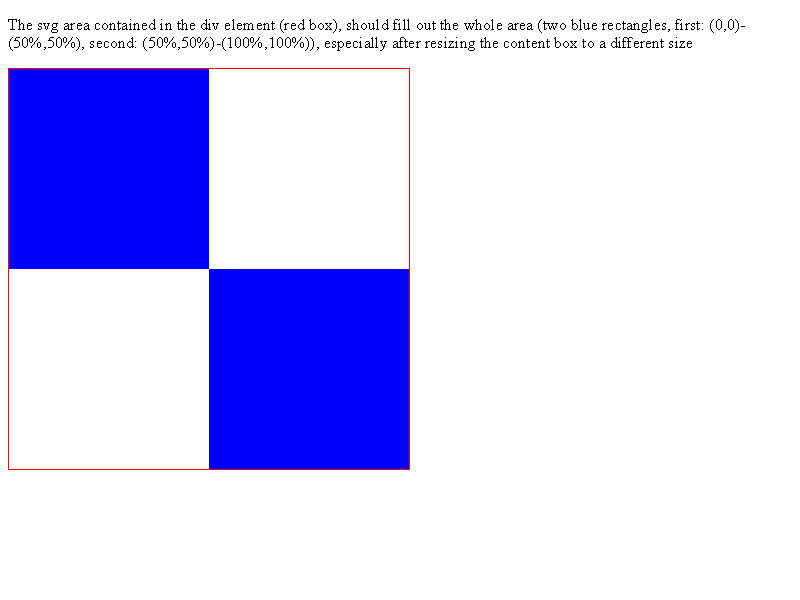 The svg area contained in the div element (red box), should fill out the whole area (two blue rectangles, first: (0,0)-
(50%,50%), second: (50%,50%)-(100%,100%)), especially after resizing the content box to a different size